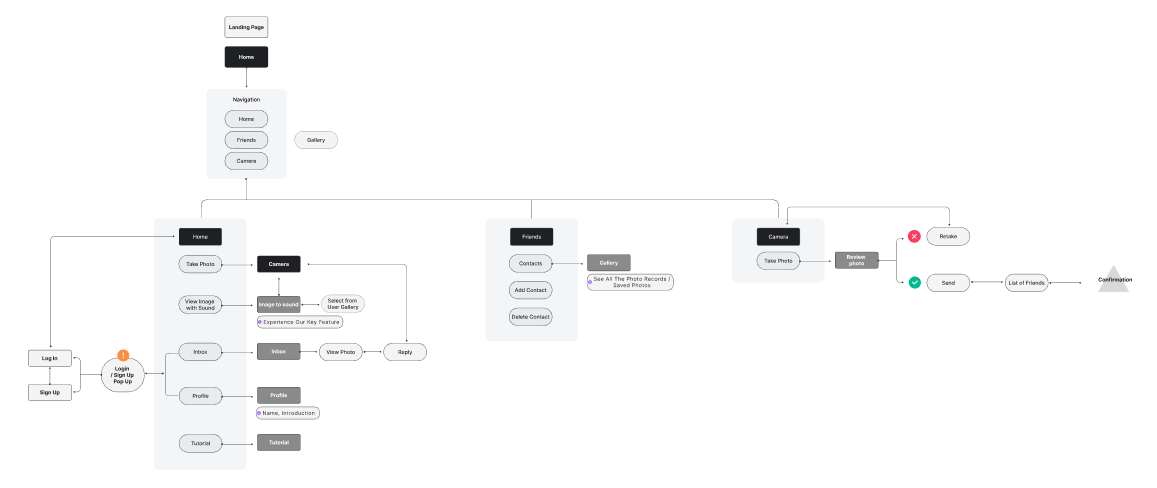 Landing Page
Home
Navigation
Home
Friends
Gallery
Camera
Home
Friends
Camera
Retake
Take Photo
Camera
Contacts
Gallery
Take Photo
Review
photo
See All The Photo Records /
Saved Photos
Send
List of Friends
Confirmation
Add Contact
View Image
with Sound
Image to sound
Select from
User Gallery
Experience Our Key Feature
Delete Contact
Inbox
Inbox
View Photo
Reply
Log In
!
Login
/ Sign Up
Pop Up
Sign Up
Profile
Profile
Name, Introduction
Tutorial
Tutorial